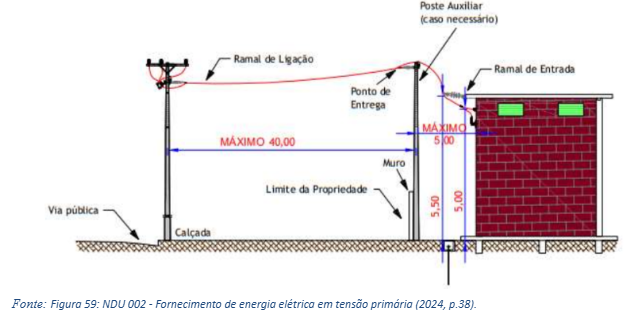 Poste Auxiliar
(caso necessário)
Ramal de Ligação
Ramal de Entrada
Ponto de
Entrega
MÁXIMO 40,00
MÁXIMO
5,00
Muro
Limite da Propriedade
5,50
5,00
Via pública
Calçada
Fonte: Figura 59: NDU 002 - Fornecimento de energia elétrica em tensão primária (2024, p.38).